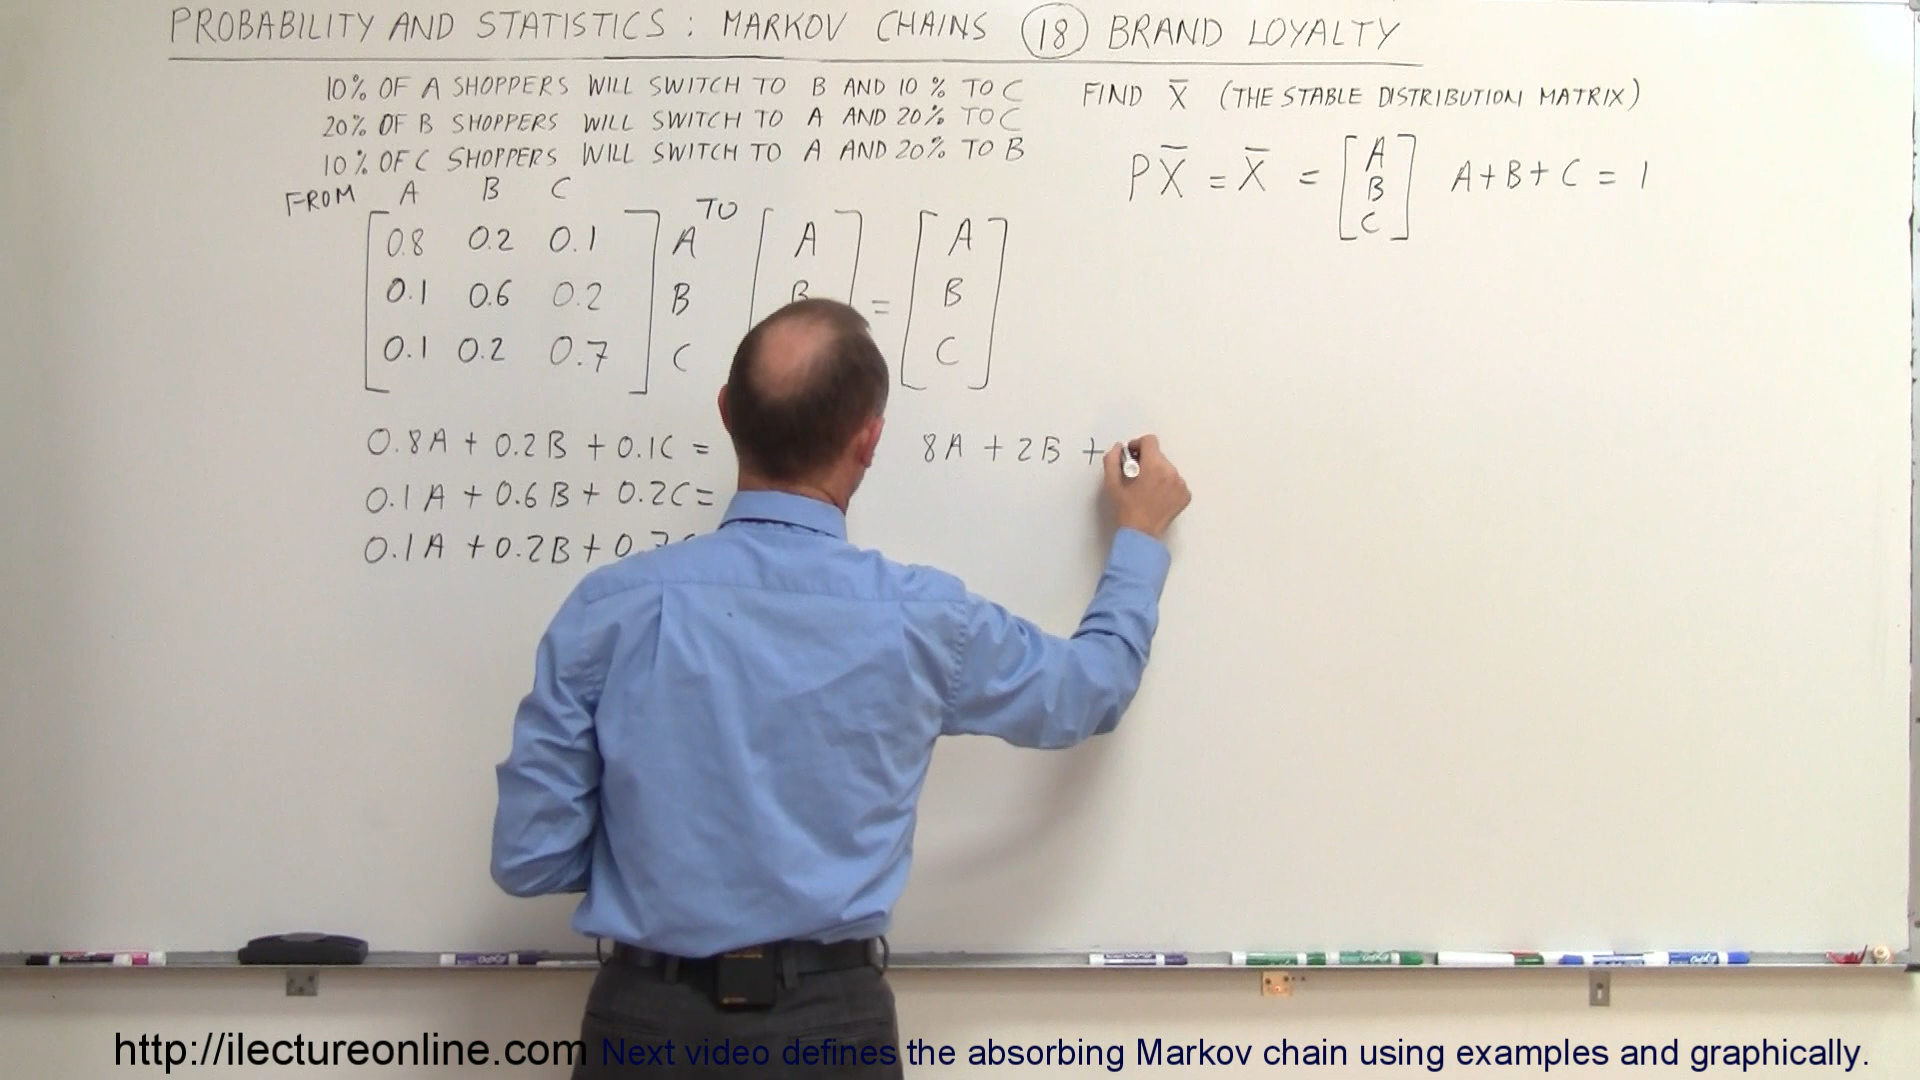 PROBABILITY AND STATISTICS : MARKOV CHAINS 18 BRAND LOYALTY
10% OF A SHOPPERS WILL SWITCH TO B AND 10 % TO C
20% OF B SHOPPERS WILL SWITCH TO A AND 20% TO C
10% OF C SHOPPERS WILL SWITCH TO A AND 20% TO B
FIND X̄ (THE STABLE DISTRIBUTION MATRIX)
PX̄ = X̄ = [A B C] A+B+C = 1
FROM A B C TO
0.8 0.2 0.1 A A A
0.1 0.6 0.2 B B = B
0.1 0.2 0.7 C C
0.8A + 0.2B + 0.1C = 8A + 2B +
0.1A + 0.6B + 0.2C =
0.1A + 0.2B + 0.7
http://ilectureonline.com Next video defines the absorbing Markov chain using examples and graphically.